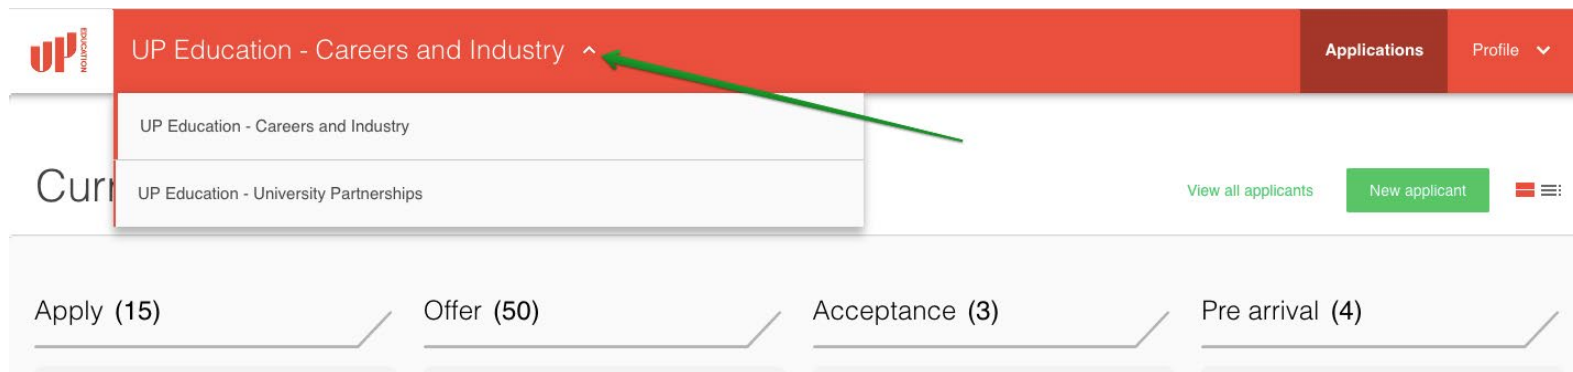 UP EDUCATION
UP Education - Careers and Industry
Applications
Profile
UP Education - Careers and Industry
UP Education - University Partnerships
Curr
View all applicants
New applicant
Apply (15)
Offer (50)
Acceptance (3)
Pre arrival (4)